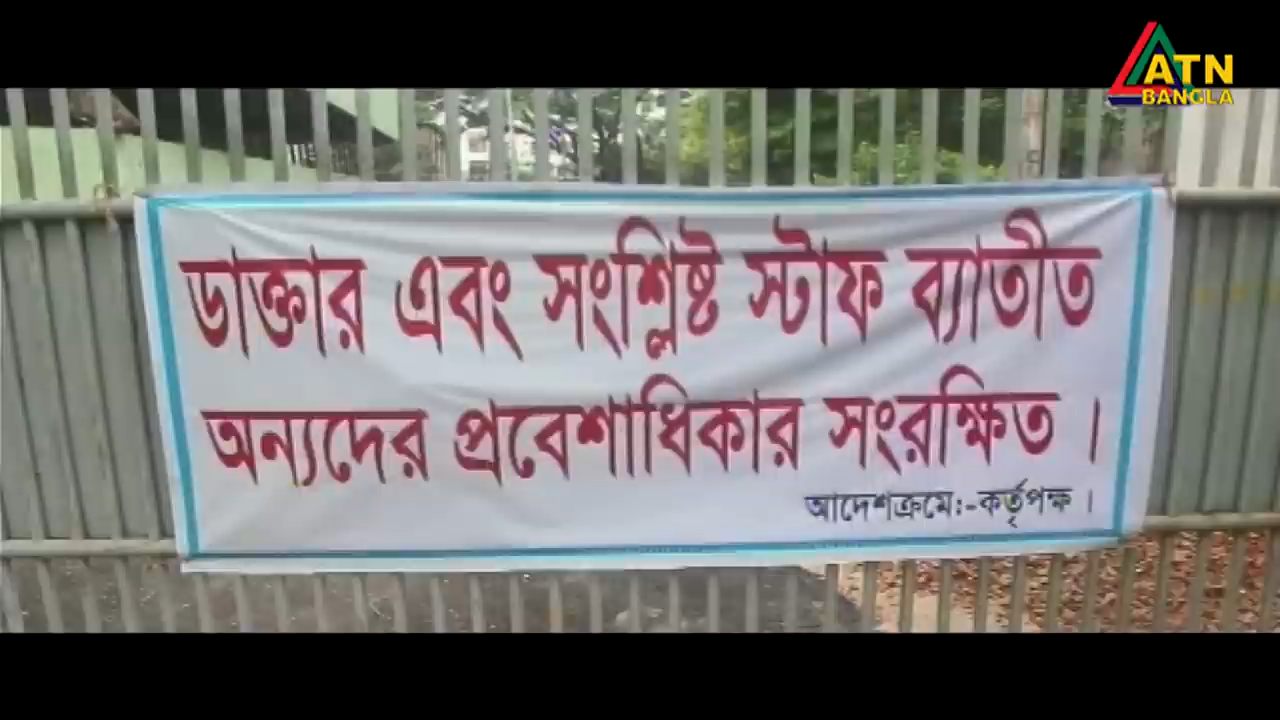 ATN
BANGLA
ডাক্তার এবং সংশ্লিষ্ট স্টাফ ব্যাতীত
অন্যদের প্রবেশাধিকার সংরক্ষিত ।
আদেশক্রমে:-কর্তৃপক্ষ ।